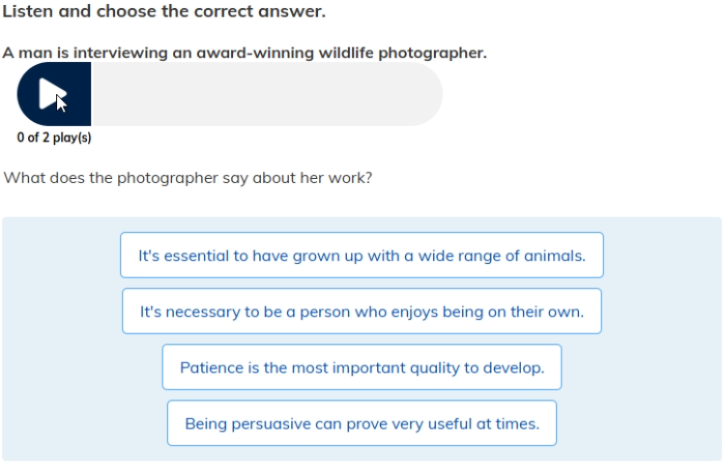 Listen and choose the correct answer.
A man is interviewing an award-winning wildlife photographer.
0 of 2 play(s)
What does the photographer say about her work?
It's essential to have grown up with a wide range of animals.
It's necessary to be a person who enjoys being on their own.
Patience is the most important quality to develop.
Being persuasive can prove very useful at times.